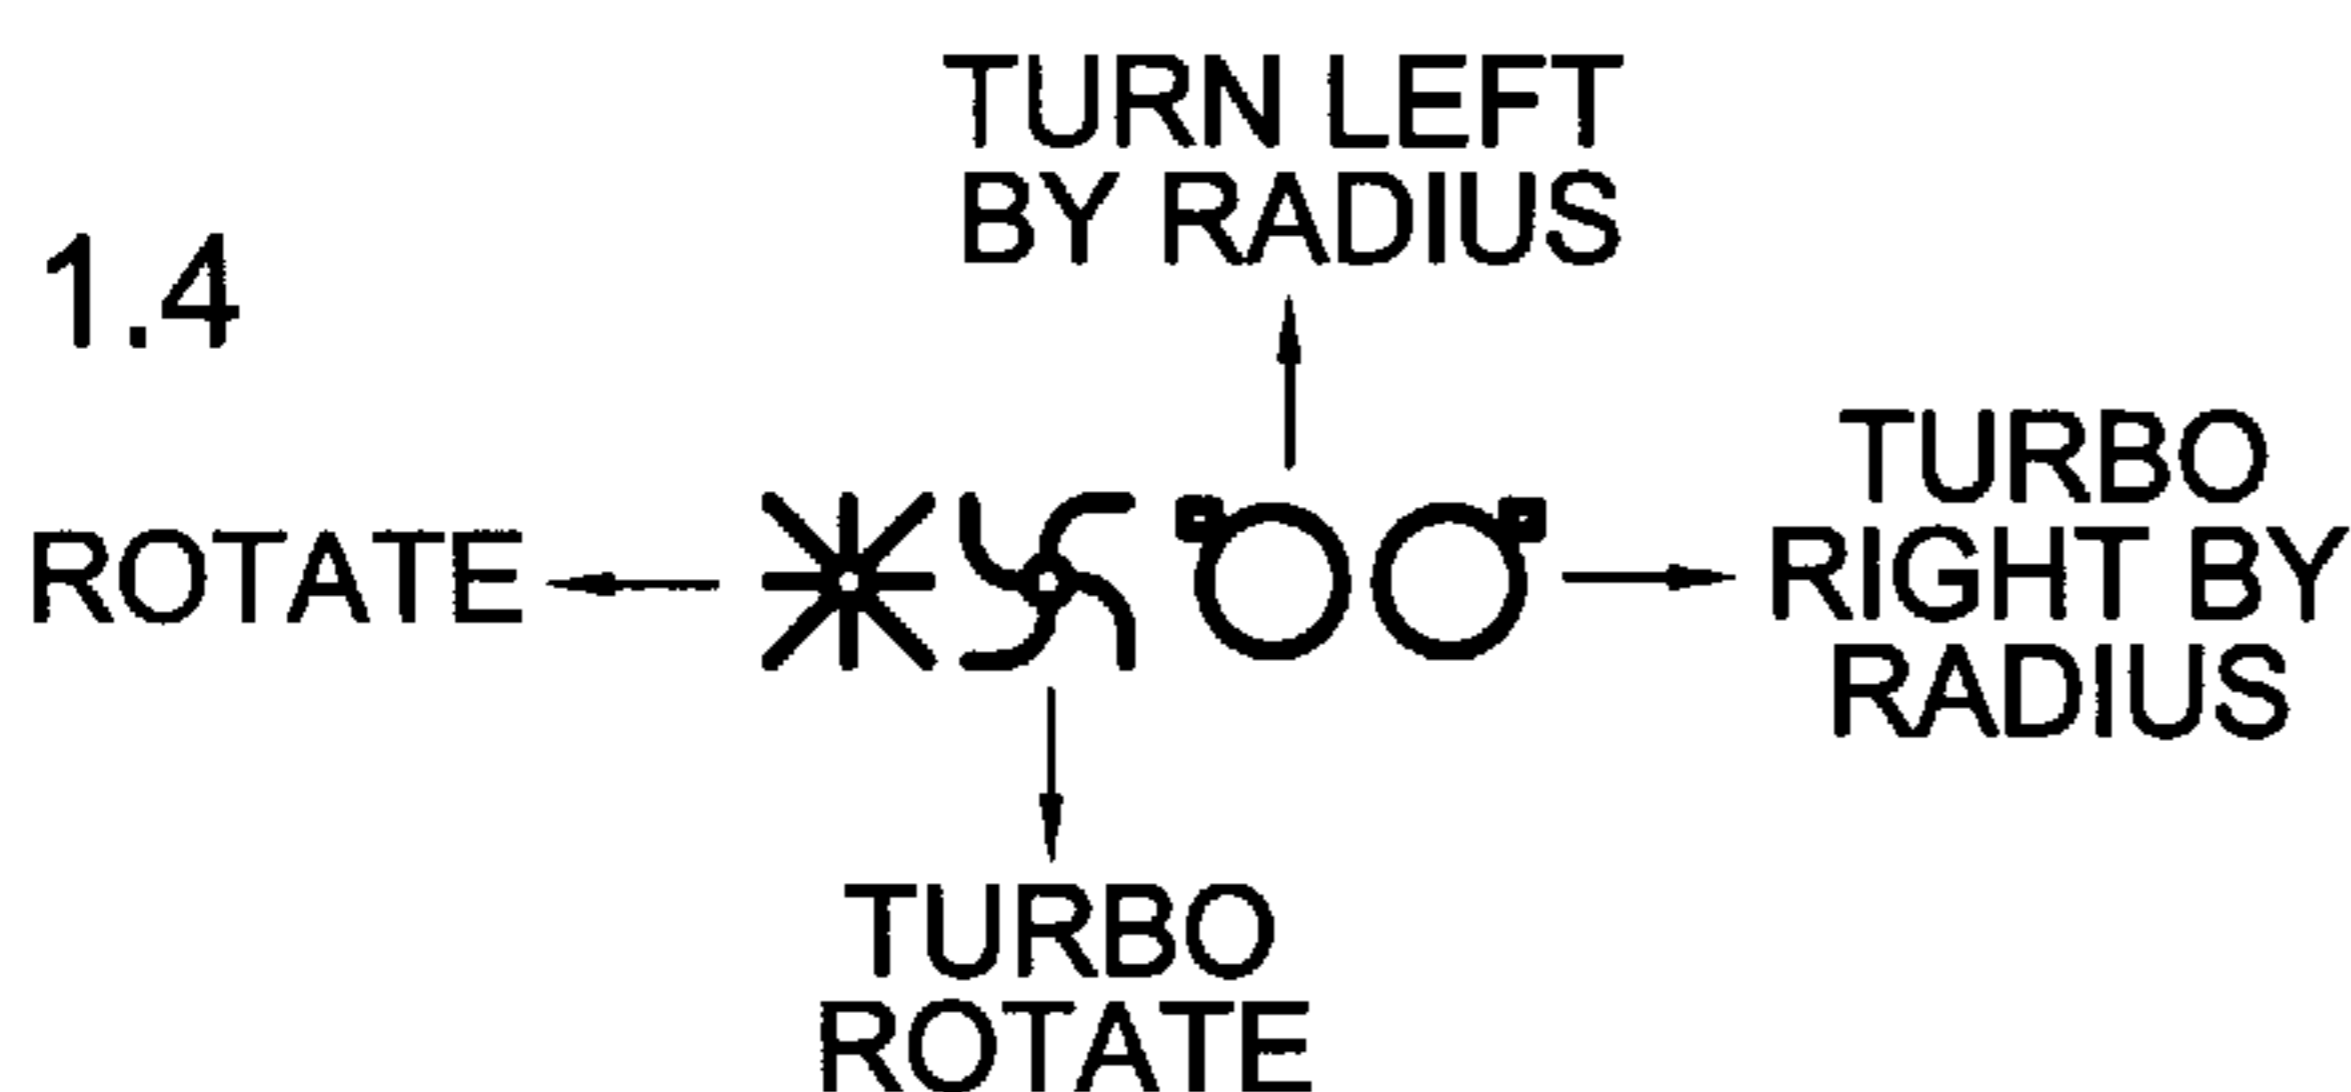 TURN LEFT
BY RADIUS
1.4
TURBO
RIGHT BY
RADIUS
ROTATE
TURBO
ROTATE